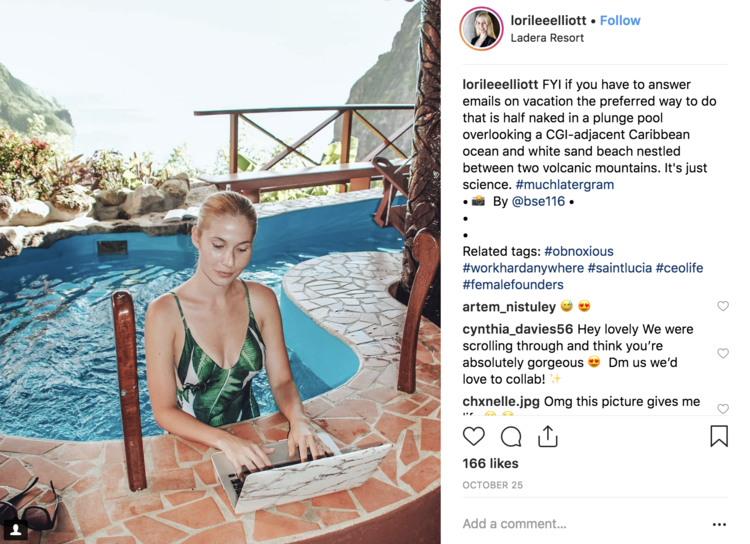 lorileeelliott • Follow
Ladera Resort
lorileeelliott FYI if you have to answer
emails on vacation the preferred way to do
that is half naked in a plunge pool
overlooking a CGI-adjacent Caribbean
ocean and white sand beach nestled
between two volcanic mountains. It's just
science. #muchlatergram
• 📸 By @bse116 •
•
•
Related tags: #obnoxious
#workhardanywhere #saintlucia #ceolife
#femalefounders
artem_nistuley 😅 😍
cynthia_davies56 Hey lovely We were
scrolling through and think you're
absolutely gorgeous 😍 Dm us we'd
love to collab! ✨
chxnelle.jpg Omg this picture gives me
166 likes
OCTOBER 25
Add a comment...